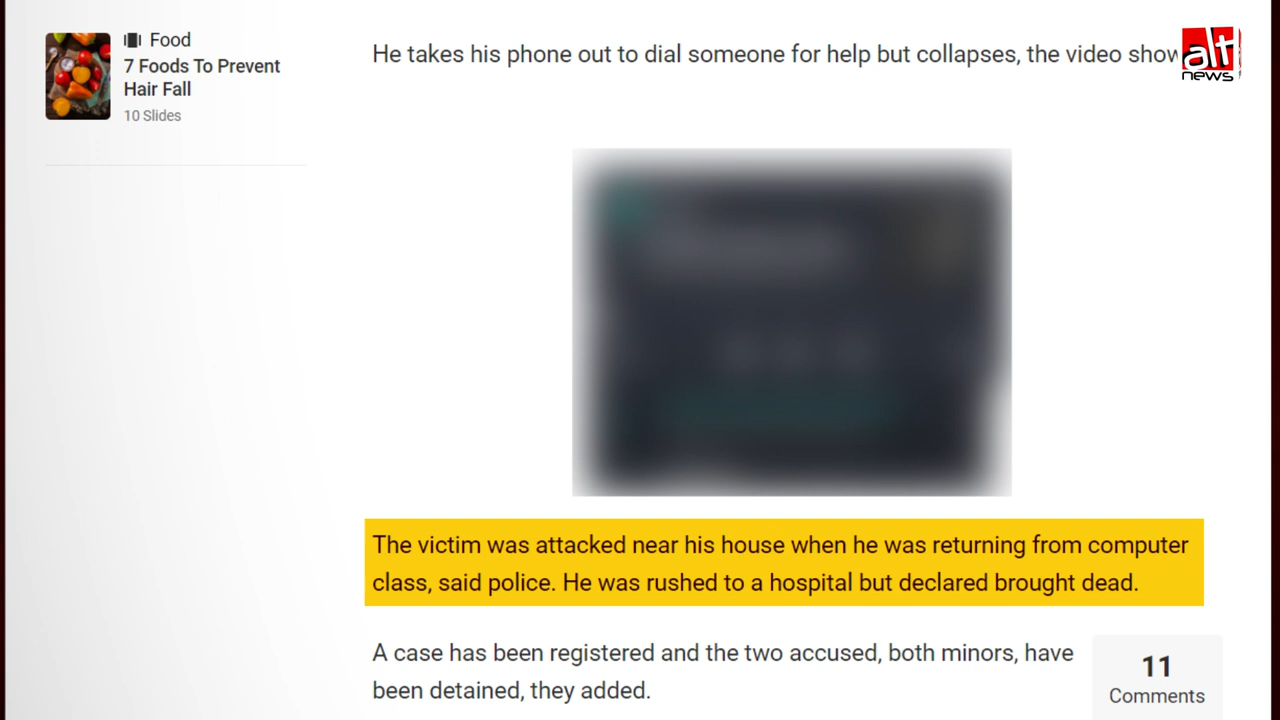 Food
7 Foods To Prevent
Hair Fall
10 Slides
He takes his phone out to dial someone for help but collapses, the video show
alt
news
The victim was attacked near his house when he was returning from computer
class, said police. He was rushed to a hospital but declared brought dead.
A case has been registered and the two accused, both minors, have
been detained, they added.
11
Comments